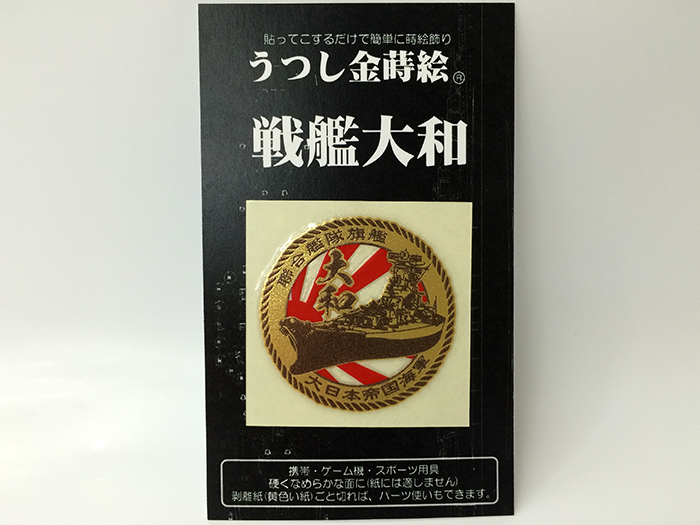 貼ってこするだけで簡単に蒔絵飾り
うつし金蒔絵®
戦艦大和
聯合艦隊旗艦
大和
大日本帝国海軍
携帯・ゲーム機・スポーツ用具
硬くなめらかな面に(紙には適しません)
剥離紙(黄色い紙)ごと切れば、パーツ使いもできます。